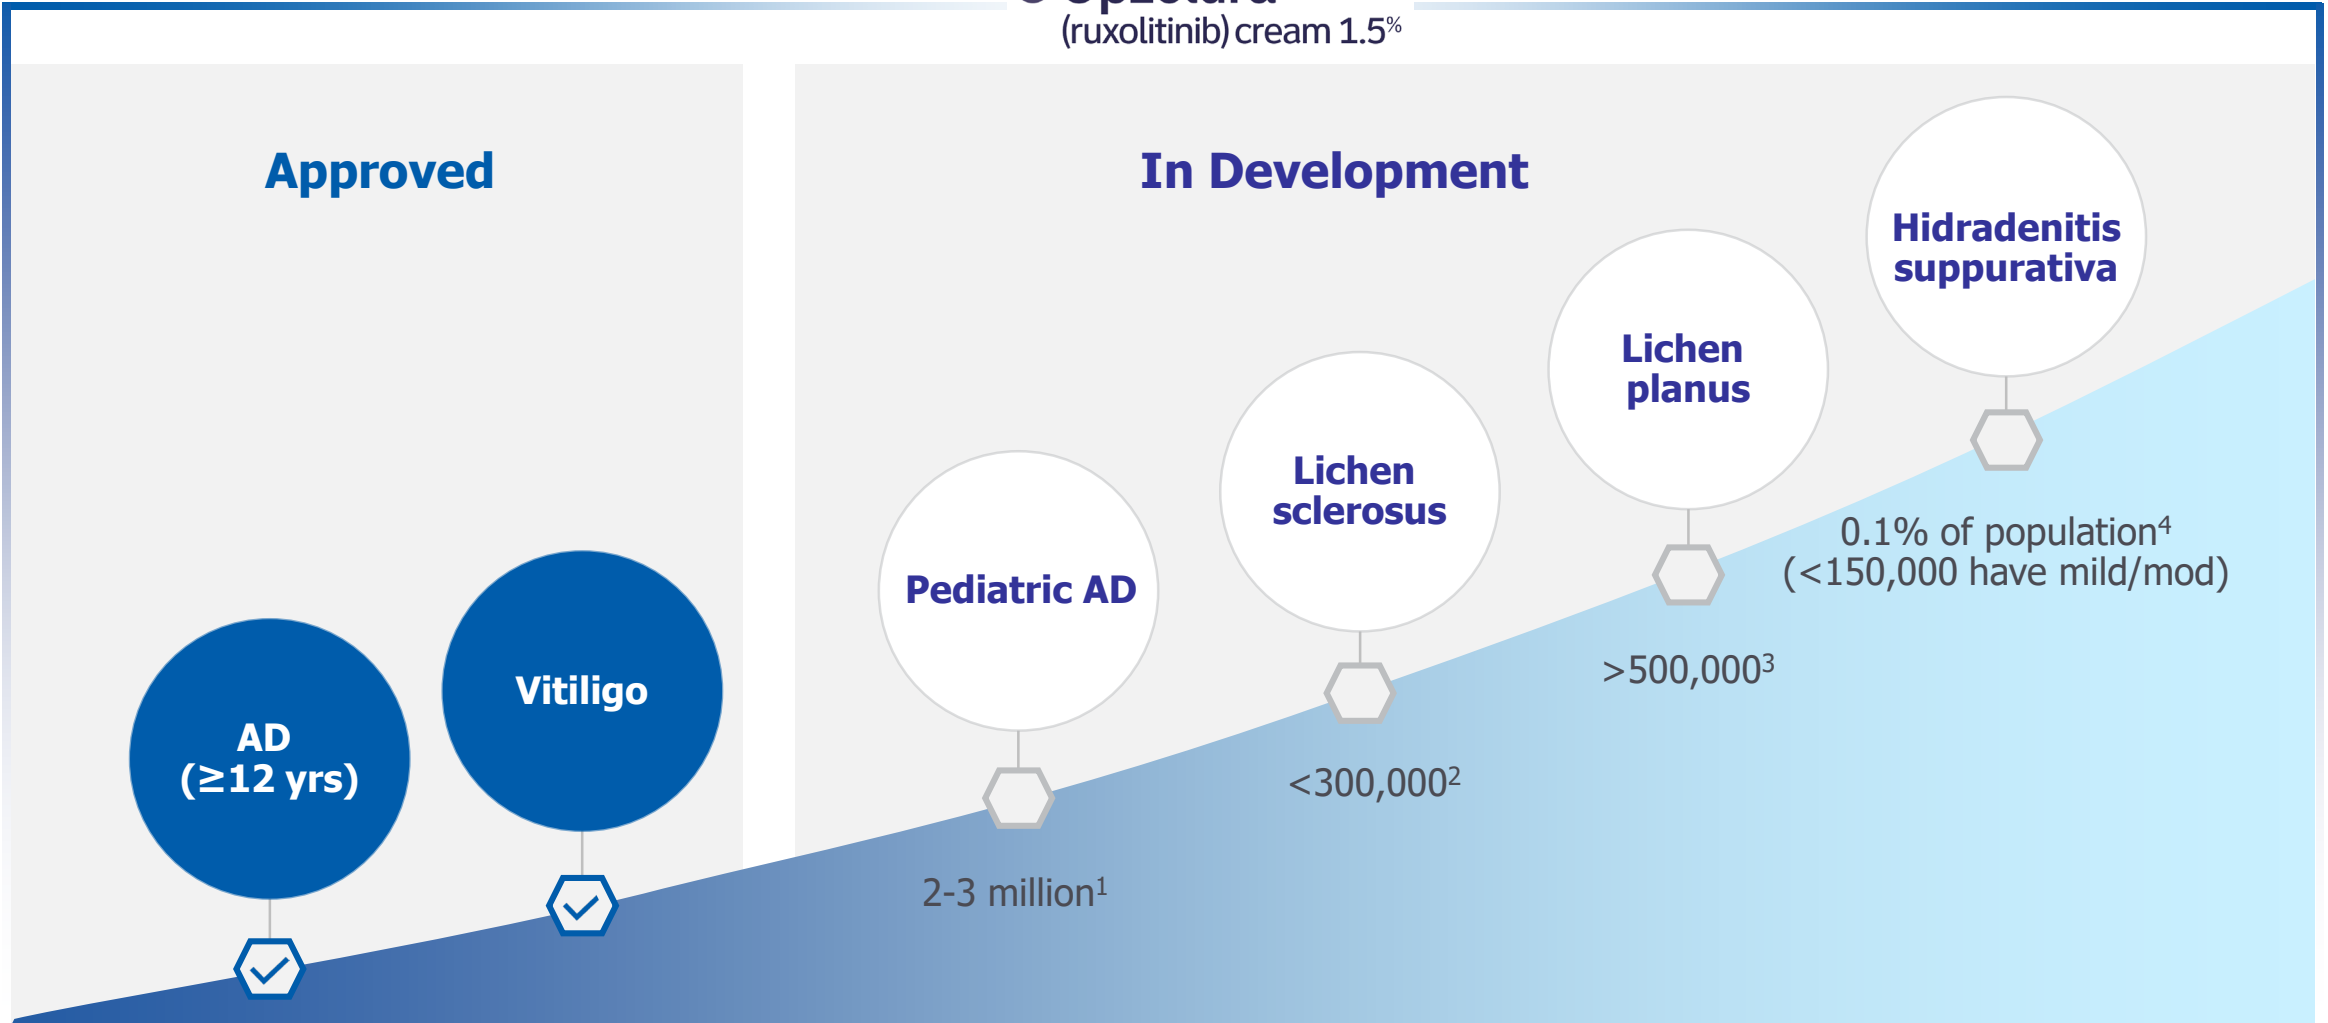 (ruxolitinib) cream 1.5%
Approved
In Development
AD
(≥12 yrs)
Vitiligo
Pediatric AD
2-3 million¹
Lichen
sclerosus
<300,000²
Lichen
planus
>500,000³
Hidradenitis
suppurativa
0.1% of population⁴
(<150,000 have mild/mod)